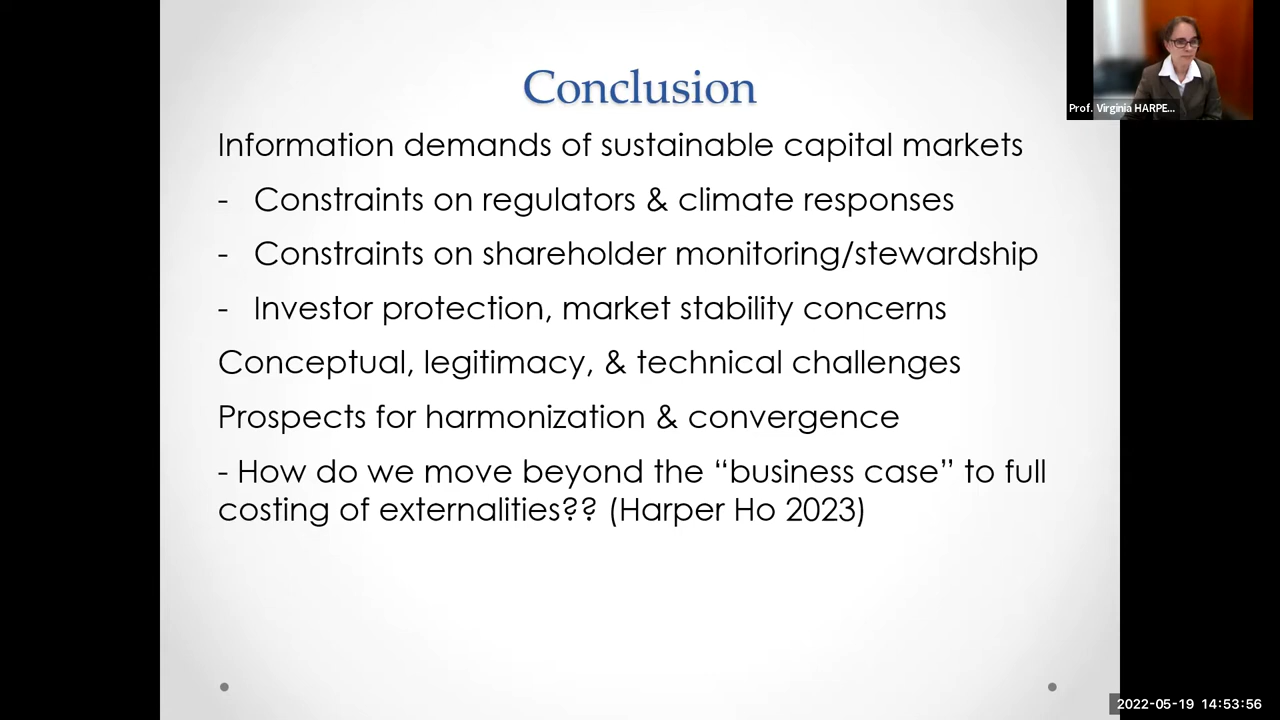 Conclusion
Prof. Virginia HARPE...
Information demands of sustainable capital markets
- Constraints on regulators & climate responses
- Constraints on shareholder monitoring/stewardship
- Investor protection, market stability concerns
Conceptual, legitimacy, & technical challenges
Prospects for harmonization & convergence
- How do we move beyond the “business case” to full
costing of externalities?? (Harper Ho 2023)
2022-05-19 14:53:56